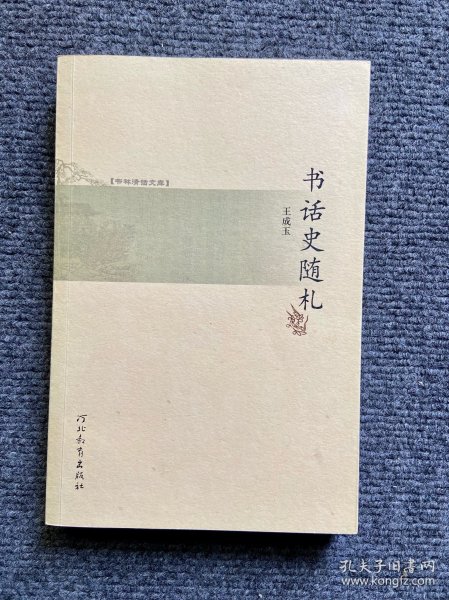 【书林清话文库】
书话史随札
王成玉
河北教育出版社
孔夫子旧书网
www.kongfz.com